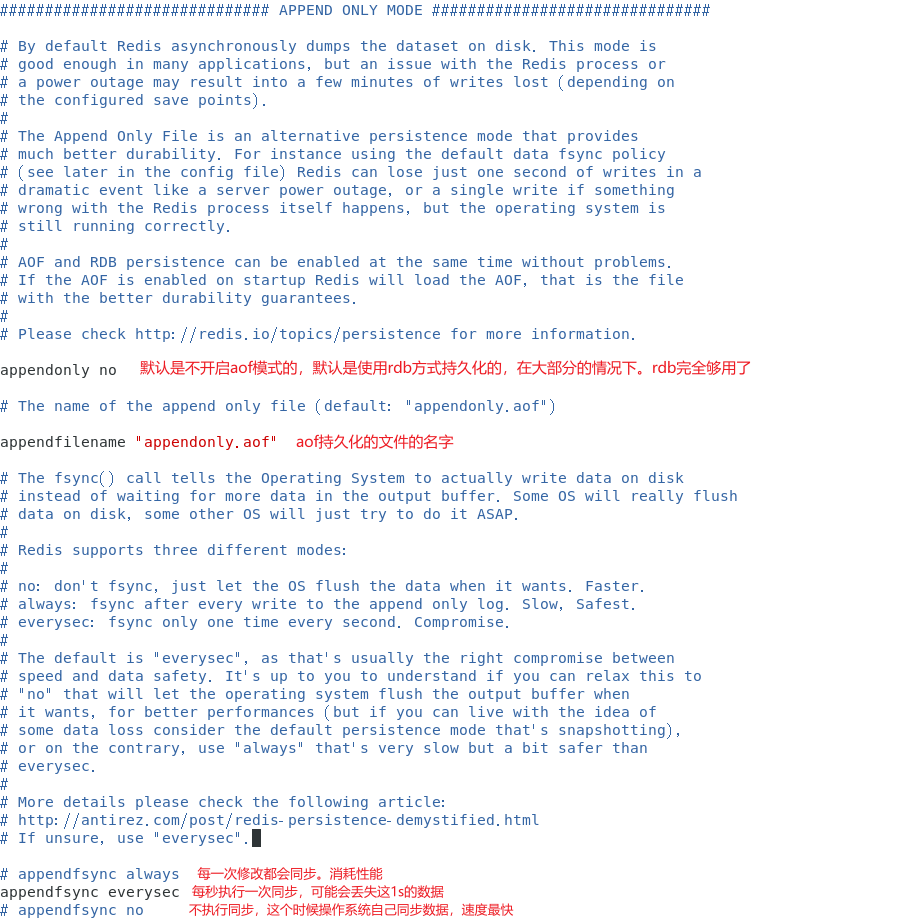 ############################## APPEND ONLY MODE ###############################
# By default Redis asynchronously dumps the dataset on disk. This mode is
# good enough in many applications, but an issue with the Redis process or
# a power outage may result into a few minutes of writes lost (depending on
# the configured save points).
#
# The Append Only File is an alternative persistence mode that provides
# much better durability. For instance using the default data fsync policy
# (see later in the config file) Redis can lose just one second of writes in a
# dramatic event like a server power outage, or a single write if something
# wrong with the Redis process itself happens, but the operating system is
# still running correctly.
#
# AOF and RDB persistence can be enabled at the same time without problems.
# If the AOF is enabled on startup Redis will load the AOF, that is the file
# with the better durability guarantees.
#
# Please check http://redis.io/topics/persistence for more information.
appendonly no 默认是不开启aof模式的，默认是使用rdb方式持久化的，在大部分的情况下。rdb完全够用了
# The name of the append only file (default: "appendonly.aof")
appendfilename "appendonly.aof" aof持久化的文件的名字
# The fsync() call tells the Operating System to actually write data on disk
# instead of waiting for more data in the output buffer. Some OS will really flush
# data on disk, some other OS will just try to do it ASAP.
#
# Redis supports three different modes:
#
# no: don't fsync, just let the OS flush the data when it wants. Faster.
# always: fsync after every write to the append only log. Slow, Safest.
# everysec: fsync only one time every second. Compromise.
#
# The default is "everysec", as that's usually the right compromise between
# speed and data safety. It's up to you to understand if you can relax this to
# "no" that will let the operating system flush the output buffer when
# it wants, for better performances (but if you can live with the idea of
# some data loss consider the default persistence mode that's snapshotting),
# or on the contrary, use "always" that's very slow but a bit safer than
# everysec.
#
# More details please check the following article:
# http://antirez.com/post/redis-persistence-demystified.html
# If unsure, use "everysec".
# appendfsync always 每一次修改都会同步。消耗性能
appendfsync everysec 每秒执行一次同步，可能会丢失这1s的数据
# appendfsync no 不执行同步，这个时候操作系统自己同步数据，速度最快